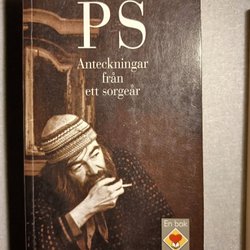 PS
Anteckningar
från
ett sorgeår
En bok